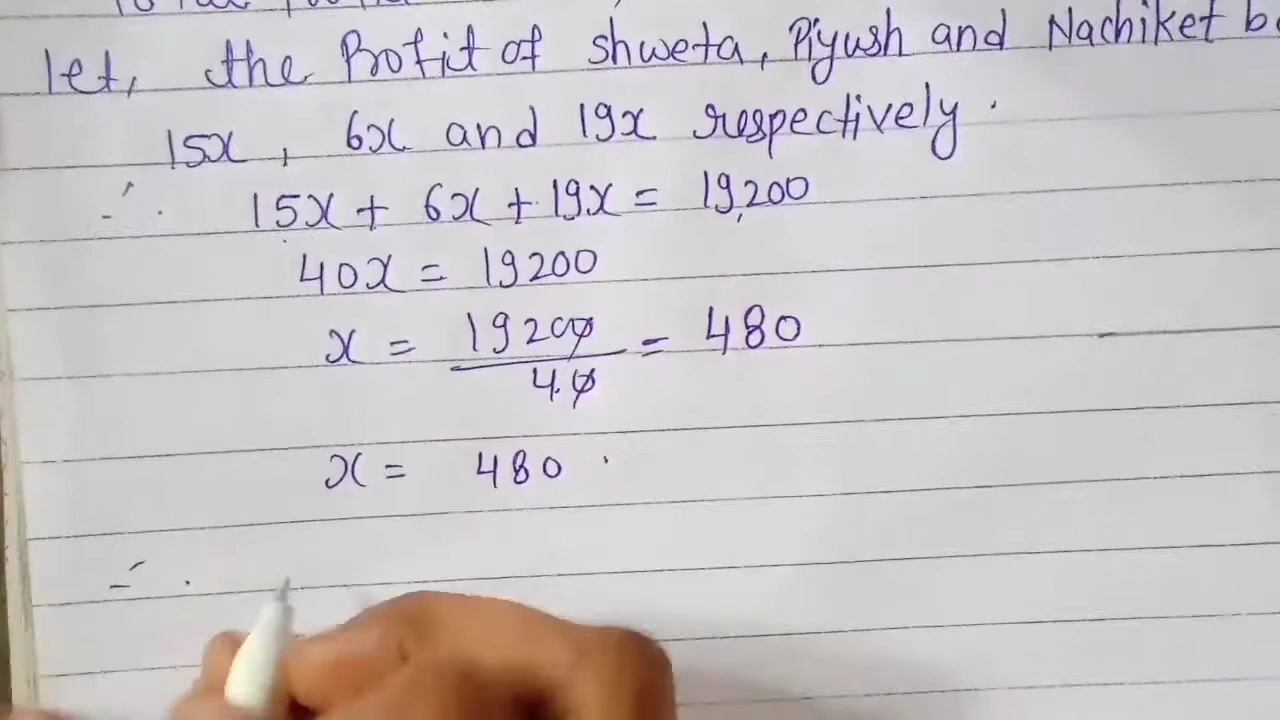 let, the Profit of Shweta, Piyush and Nachiket
15x, 6x and 19x respectively.
∴ 15x + 6x + 19x = 19,200
40x = 19200
x = 19200/40 = 480
x = 480.
∴